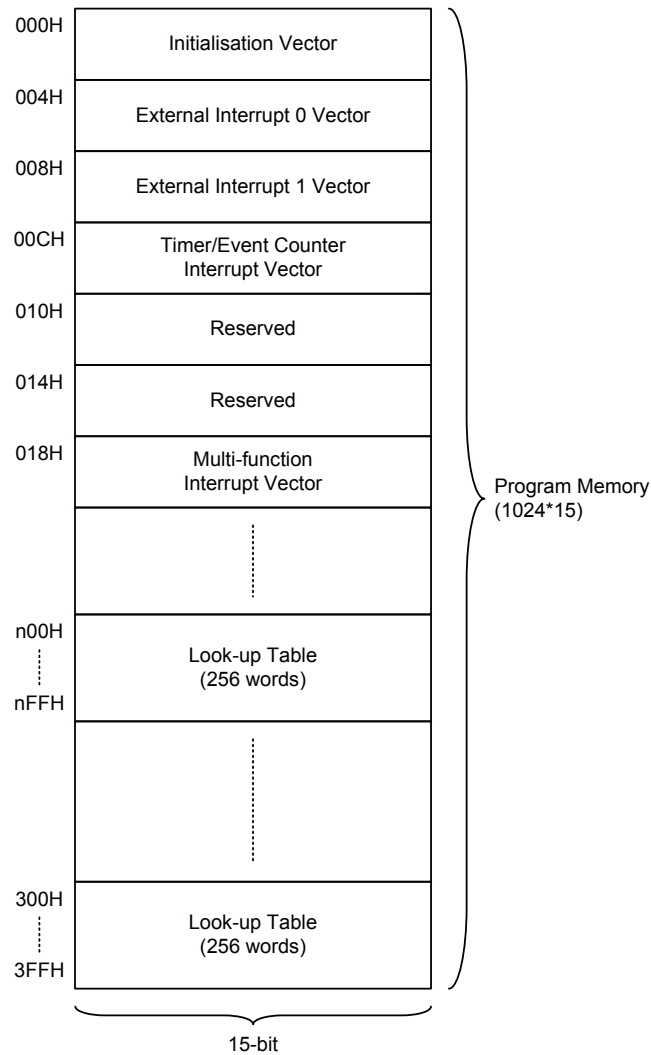 000H
Initialisation Vector
004H
External Interrupt 0 Vector
008H
External Interrupt 1 Vector
00CH
Timer/Event Counter
Interrupt Vector
010H
Reserved
014H
Reserved
018H
Multi-function
Interrupt Vector
Program Memory
(1024*15)
n00H
Look-up Table
(256 words)
nFFH
300H
Look-up Table
(256 words)
3FFH
15-bit